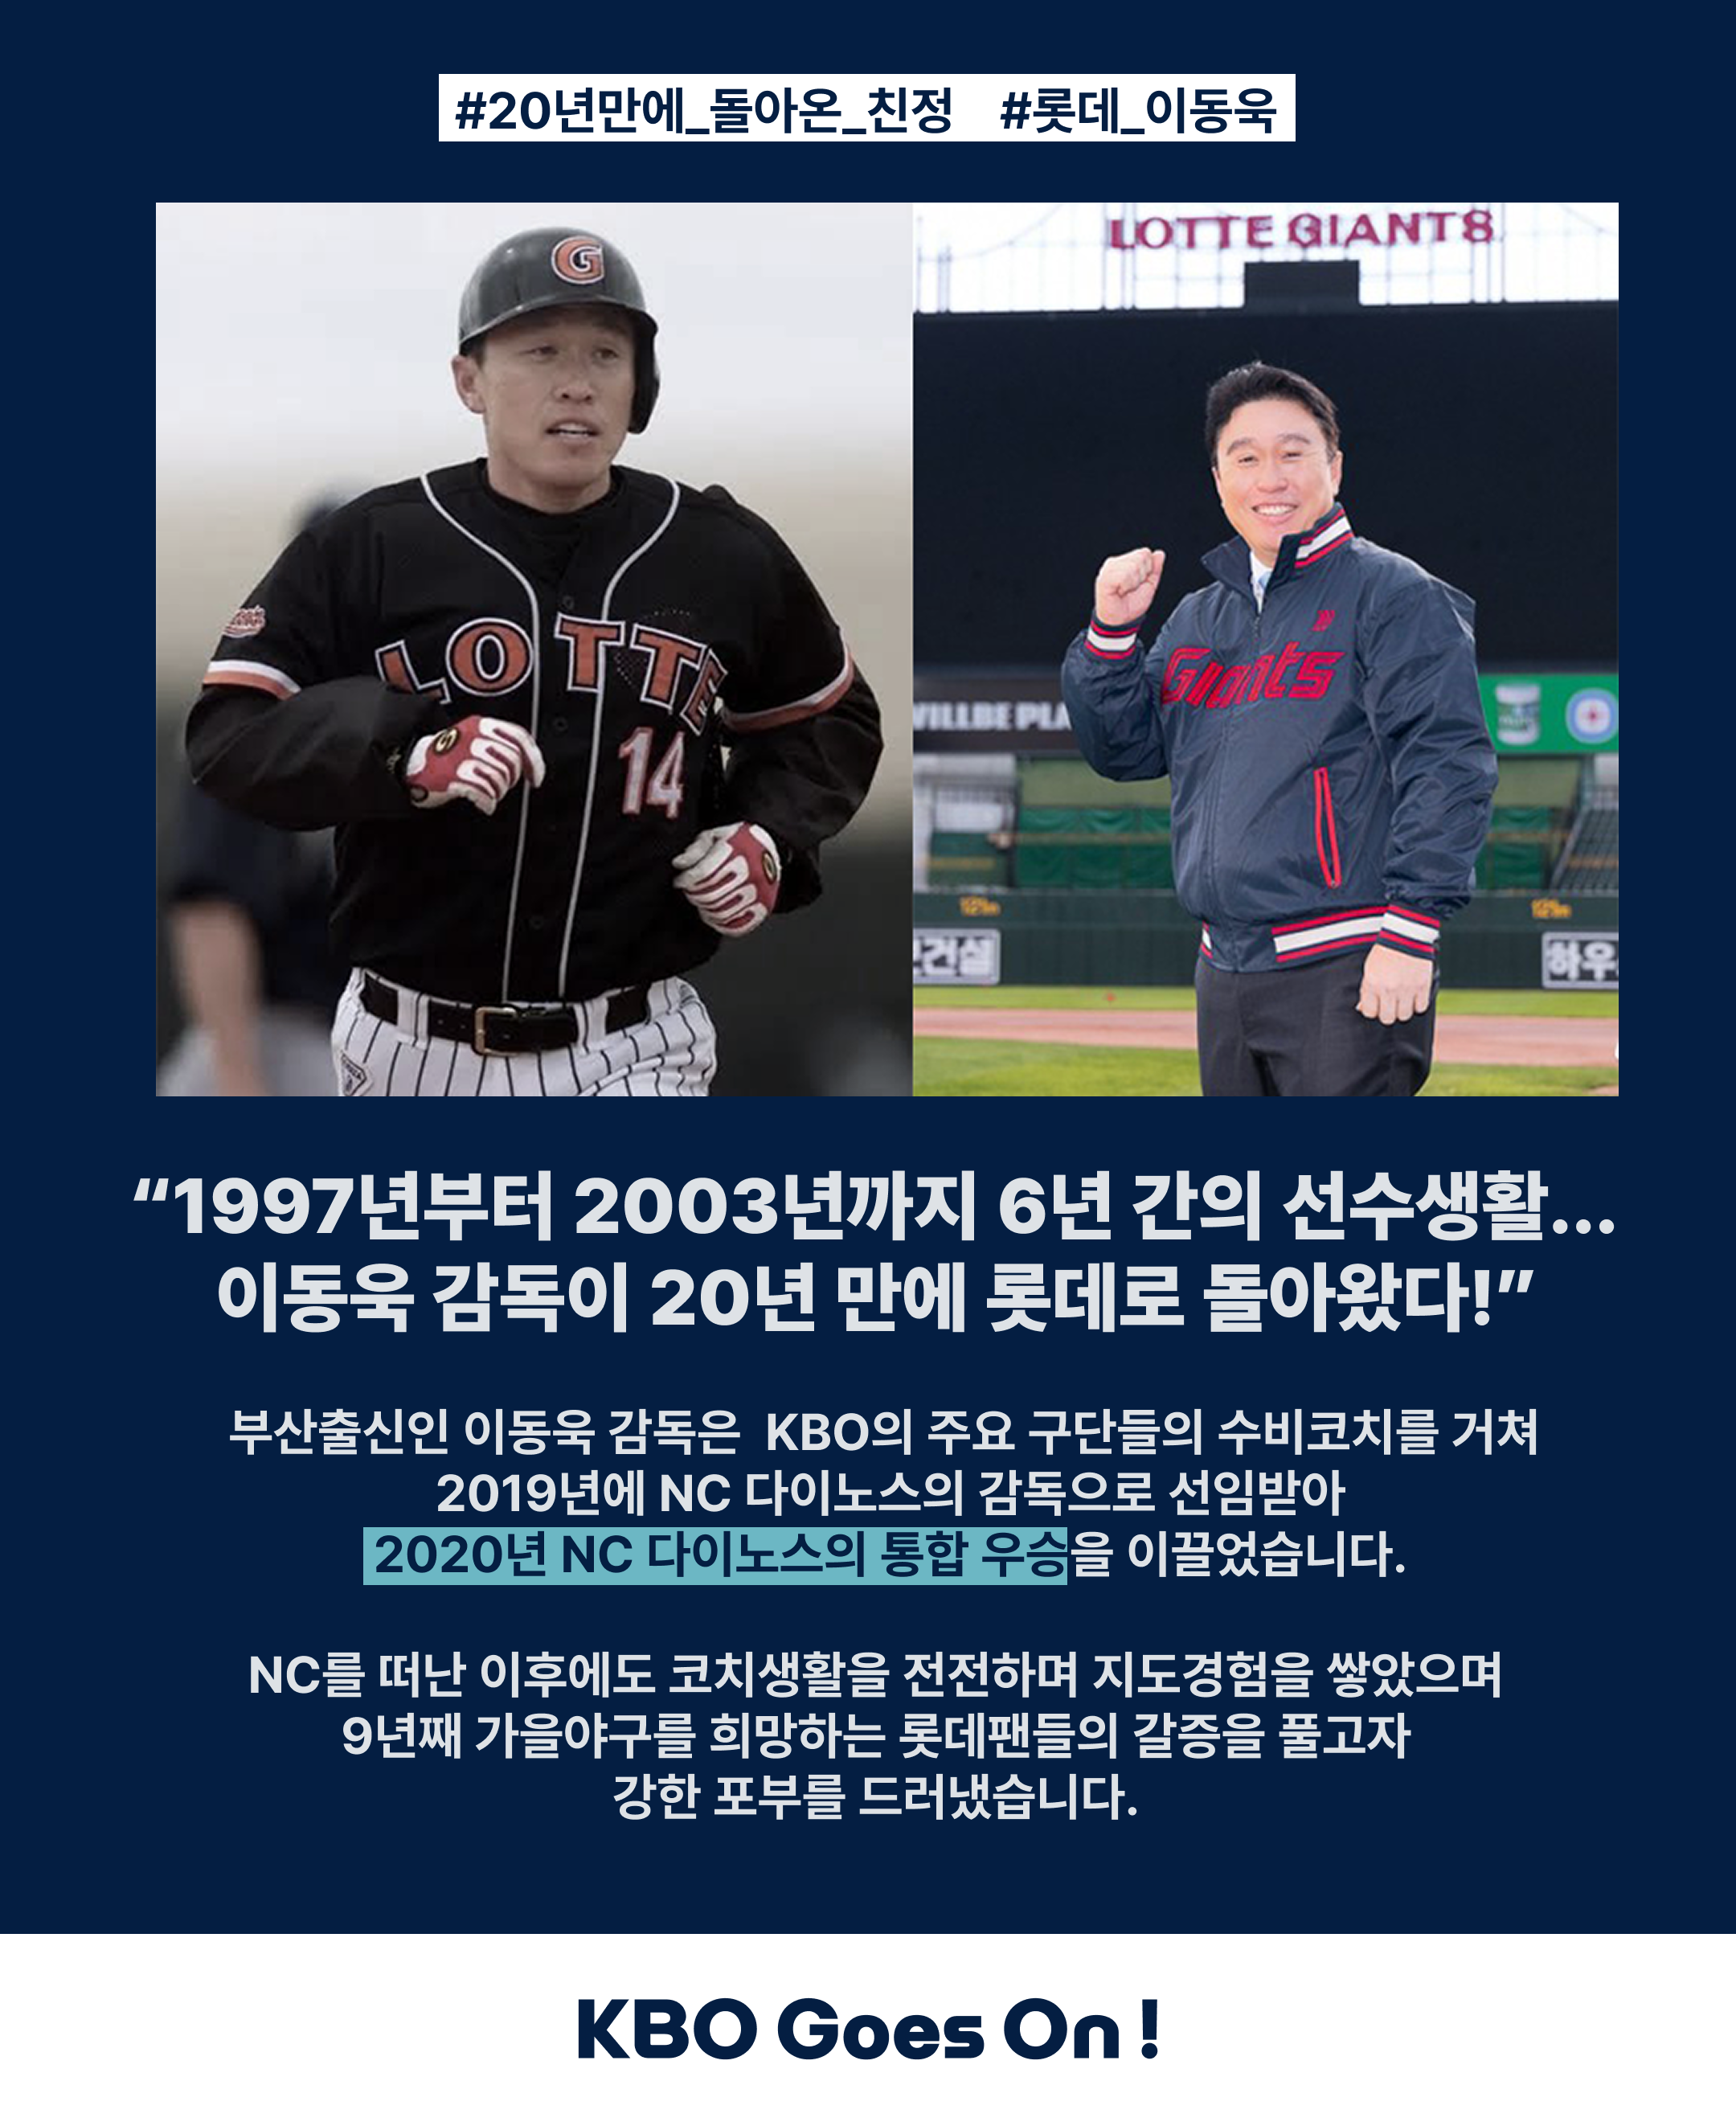 #20년만에_돌아온_친정 #롯데_이동욱
LOTTE GIANTS
G
LOTTE
14
Giants
WILLBE PLA
121m
121m
건설
하우
“1997년부터 2003년까지 6년 간의 선수생활...
이동욱 감독이 20년 만에 롯데로 돌아왔다!”
부산출신인 이동욱 감독은 KBO의 주요 구단들의 수비코치를 거쳐
2019년에 NC 다이노스의 감독으로 선임받아
2020년 NC 다이노스의 통합 우승을 이끌었습니다.
NC를 떠난 이후에도 코치생활을 전전하며 지도경험을 쌓았으며
9년째 가을야구를 희망하는 롯데팬들의 갈증을 풀고자
강한 포부를 드러냈습니다.
KBO Goes On !